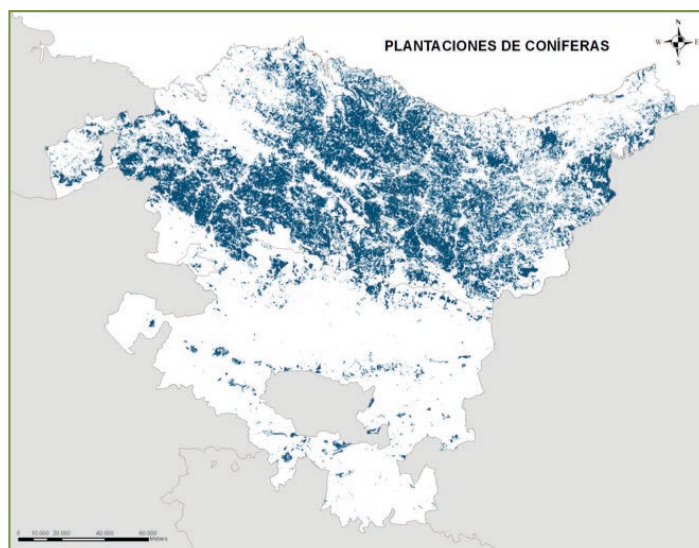 PLANTACIONES DE CONÍFERAS
N
W E
S
0 10.000 20.000 40.000 60.000
Meters